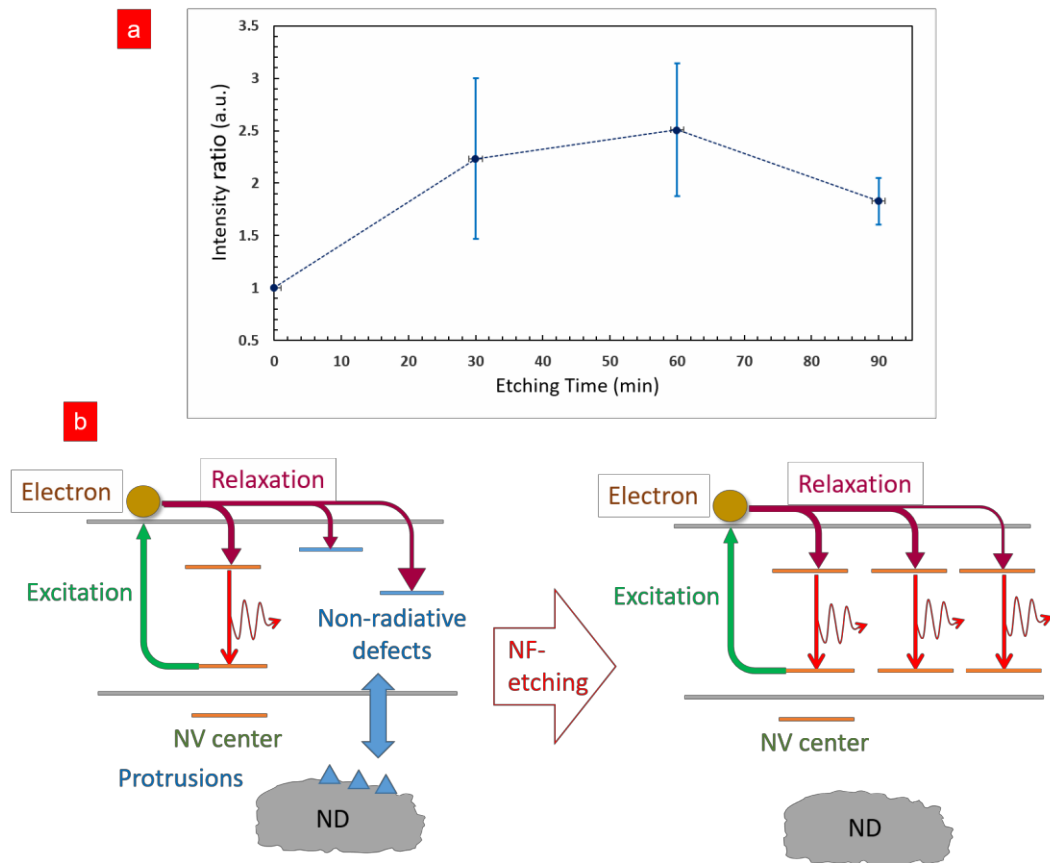 a
3.5
3
2.5
2
1.5
1
0.5
Intensity ratio (a.u.)
0 10 20 30 40 50 60 70 80 90
Etching Time (min)
b
Electron
Relaxation
Excitation
Non-radiative
defects
NV center
Protrusions
ND
NF-
etching
Electron
Relaxation
Excitation
NV center
ND